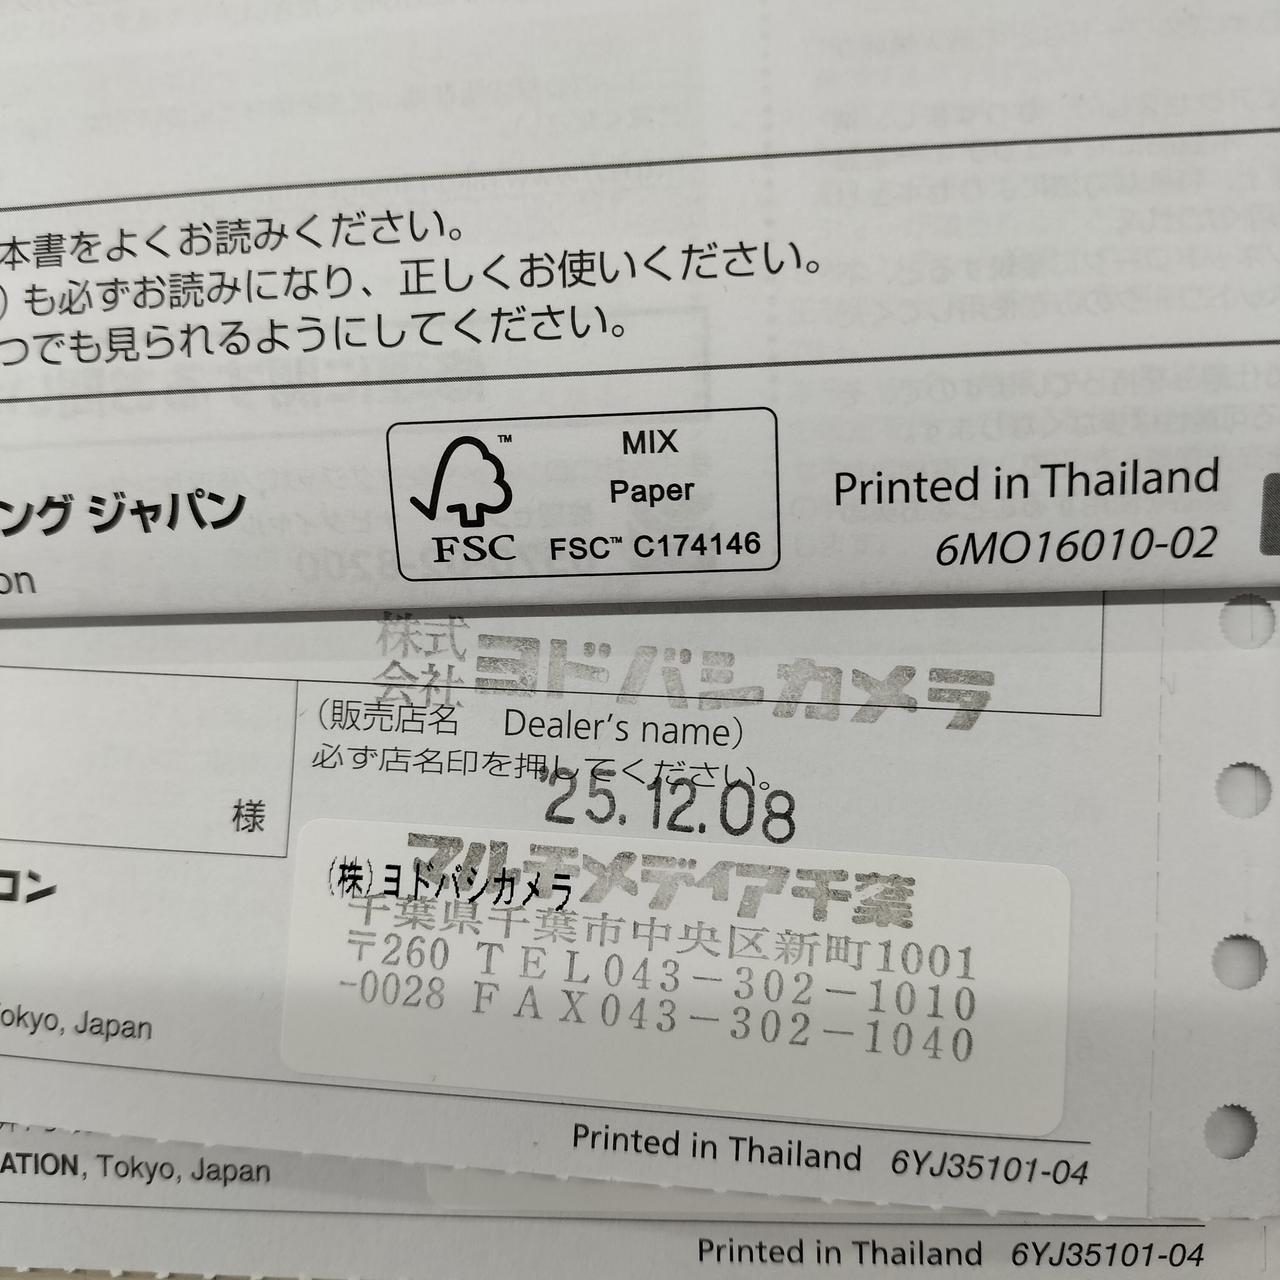 本書をよくお読みください。
)も必ずお読みになり、正しくお使いください。
つでも見られるようにしてください。
ング ジャパン
on
FSC™
MIX
Paper
FSC™ C174146
Printed in Thailand
6MO16010-02
株式会社 ヨドバシカメラ
(販売店名 Dealer's name)
必ず店名印を押してください。
'25.12.08
様
コン
マルチメディア千葉
(株)ヨドバシカメラ
千葉県千葉市中央区新町1001
〒260 TEL043-302-1010
-0028 FAX043-302-1040
okyo, Japan
Printed in Thailand 6YJ35101-04
ATION, Tokyo, Japan
Printed in Thailand 6YJ35101-04